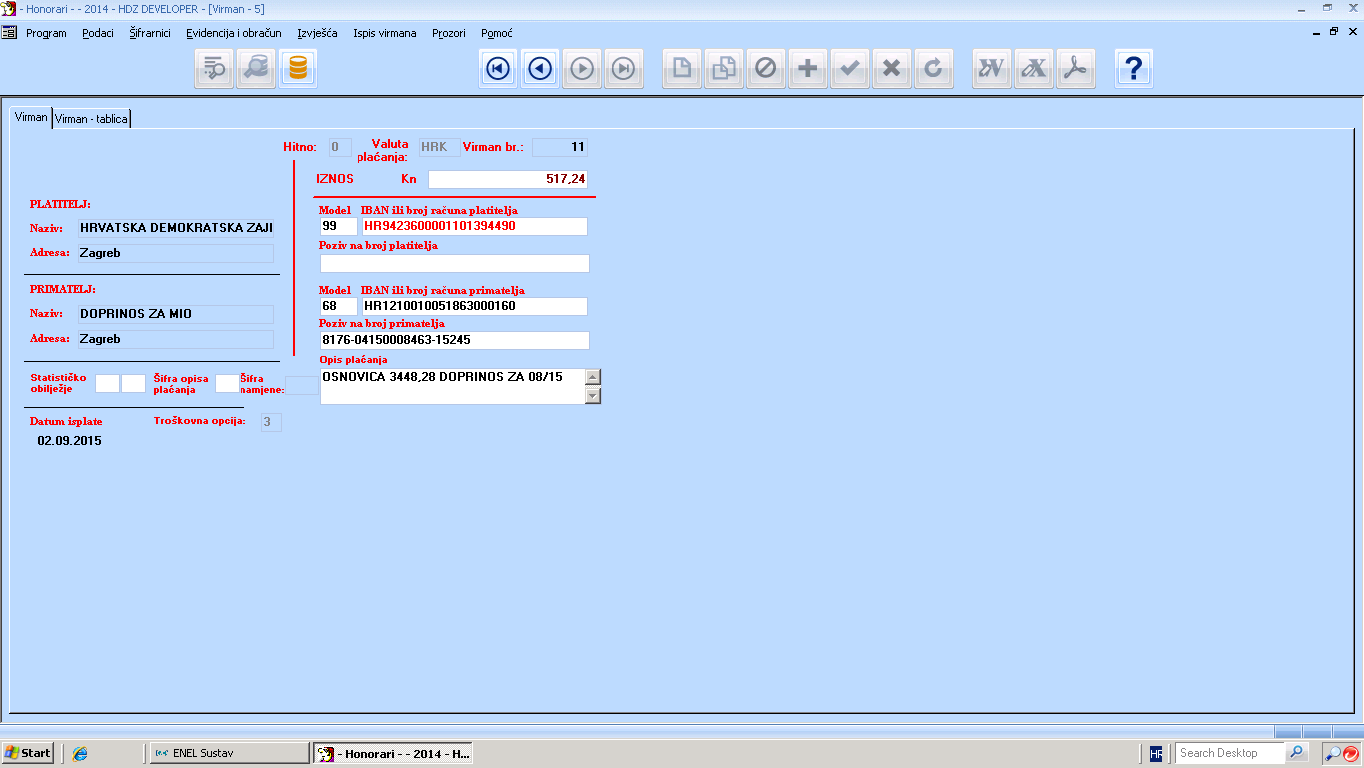 - Honorari - - 2014 - HDZ DEVELOPER - [Virman - 5]
Program Podaci Šifrarnici Evidencija i obračun Izvješća Ispis virmana Prozori Pomoć
Virman Virman - tablica
Hitno: 0 Valuta plaćanja: HRK Virman br.: 11
IZNOS Kn 517,24
PLATITELJ:
Naziv: HRVATSKA DEMOKRATSKA ZAJI
Adresa: Zagreb
Model IBAN ili broj računa platitelja
99 HR9423600001101394490
Poziv na broj platitelja
PRIMATELJ:
Naziv: DOPRINOS ZA MIO
Adresa: Zagreb
Model IBAN ili broj računa primatelja
68 HR1210010051863000160
Poziv na broj primatelja
8176-04150008463-15245
Opis plaćanja
OSNOVICA 3448,28 DOPRINOS ZA 08/15
Statističko obilježje Šifra opisa plaćanja Šifra namjene:
Datum isplate Troškovna opcija: 3
02.09.2015
Start ENEL Sustav - Honorari - - 2014 - H... HR Search Desktop